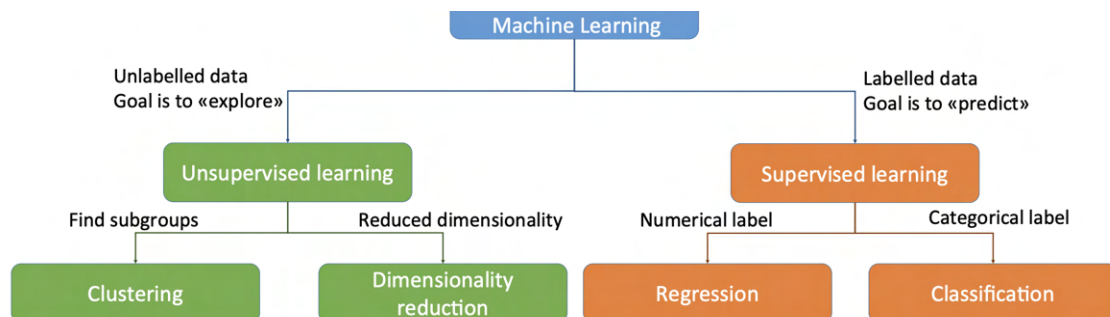 Machine Learning
Unlabelled data
Goal is to «explore»
Labelled data
Goal is to «predict»
Unsupervised learning
Supervised learning
Find subgroups
Reduced dimensionality
Numerical label
Categorical label
Clustering
Dimensionality
reduction
Regression
Classification